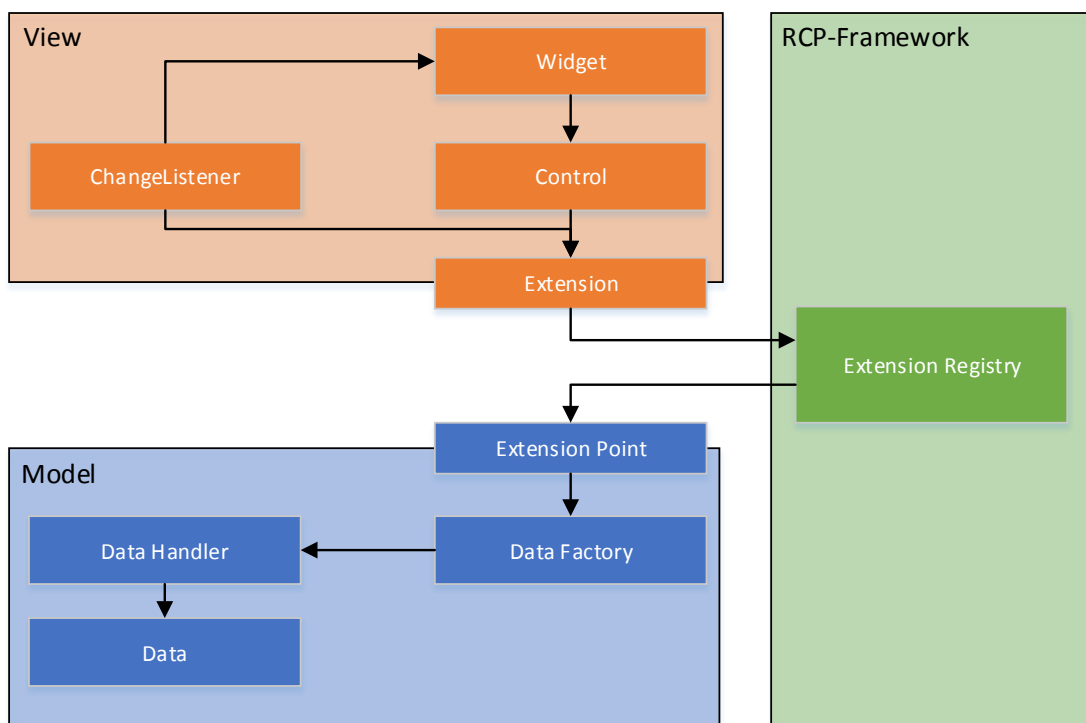 View
RCP-Framework
Widget
ChangeListener
Control
Extension
Extension Registry
Extension Point
Model
Data Handler
Data Factory
Data